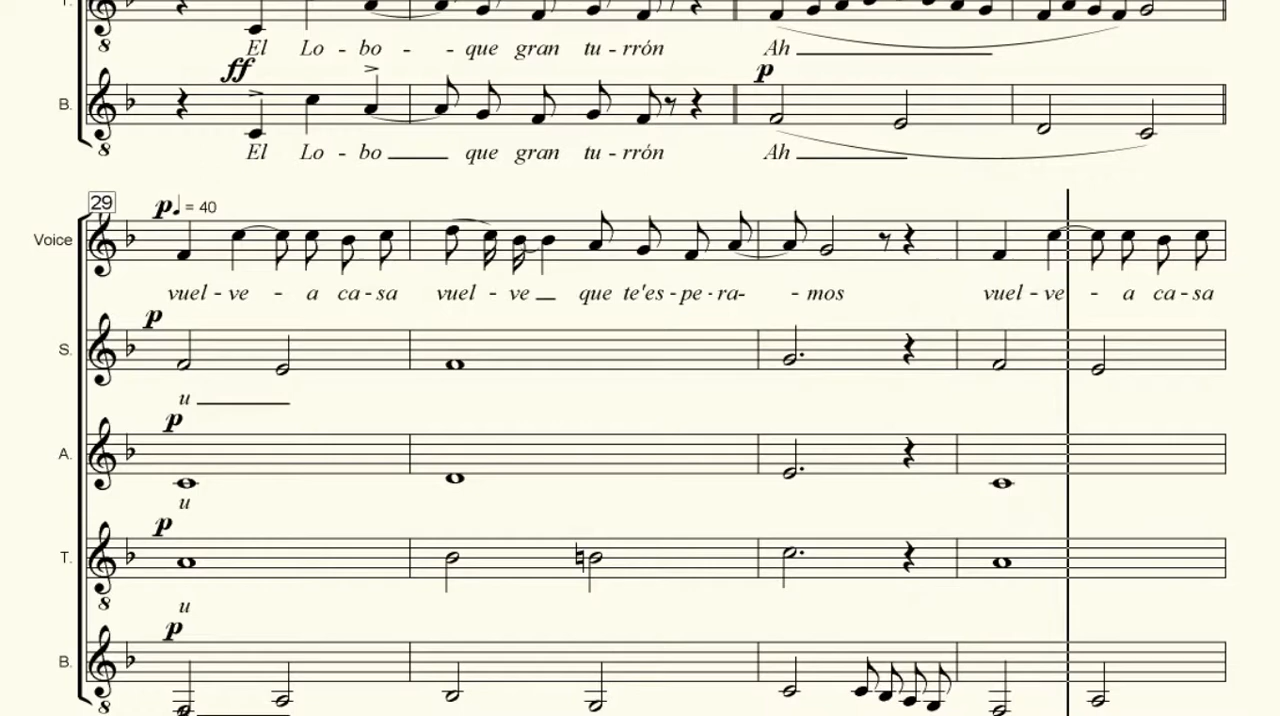 T.
8
El Lo - bo - - que gran tu - rrón Ah
ff p
B.
8
El Lo - bo que gran tu - rrón Ah
29 p ♩ = 40
Voice
vuel - ve - a ca - sa vuel - ve que te'es - pe - ra- - mos vuel - ve - a ca - sa
p
S.
u
p
A.
u
p
T.
8
u
p
B.
8